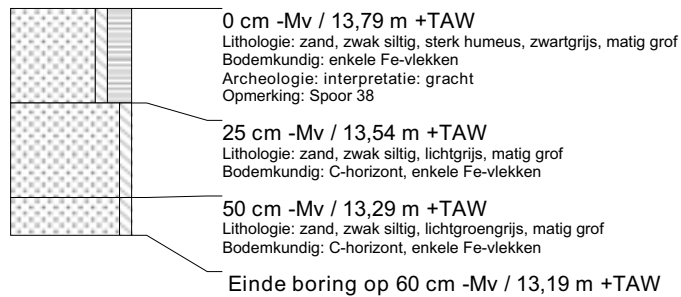 0 cm -Mv / 13,79 m +TAW
Lithologie: zand, zwak siltig, sterk humeus, zwartgrijs, matig grof
Bodemkundig: enkele Fe-vlekken
Archeologie: interpretatie: gracht
Opmerking: Spoor 38
25 cm -Mv / 13,54 m +TAW
Lithologie: zand, zwak siltig, lichtgrijs, matig grof
Bodemkundig: C-horizont, enkele Fe-vlekken
50 cm -Mv / 13,29 m +TAW
Lithologie: zand, zwak siltig, lichtgroengrijs, matig grof
Bodemkundig: C-horizont, enkele Fe-vlekken
Einde boring op 60 cm -Mv / 13,19 m +TAW